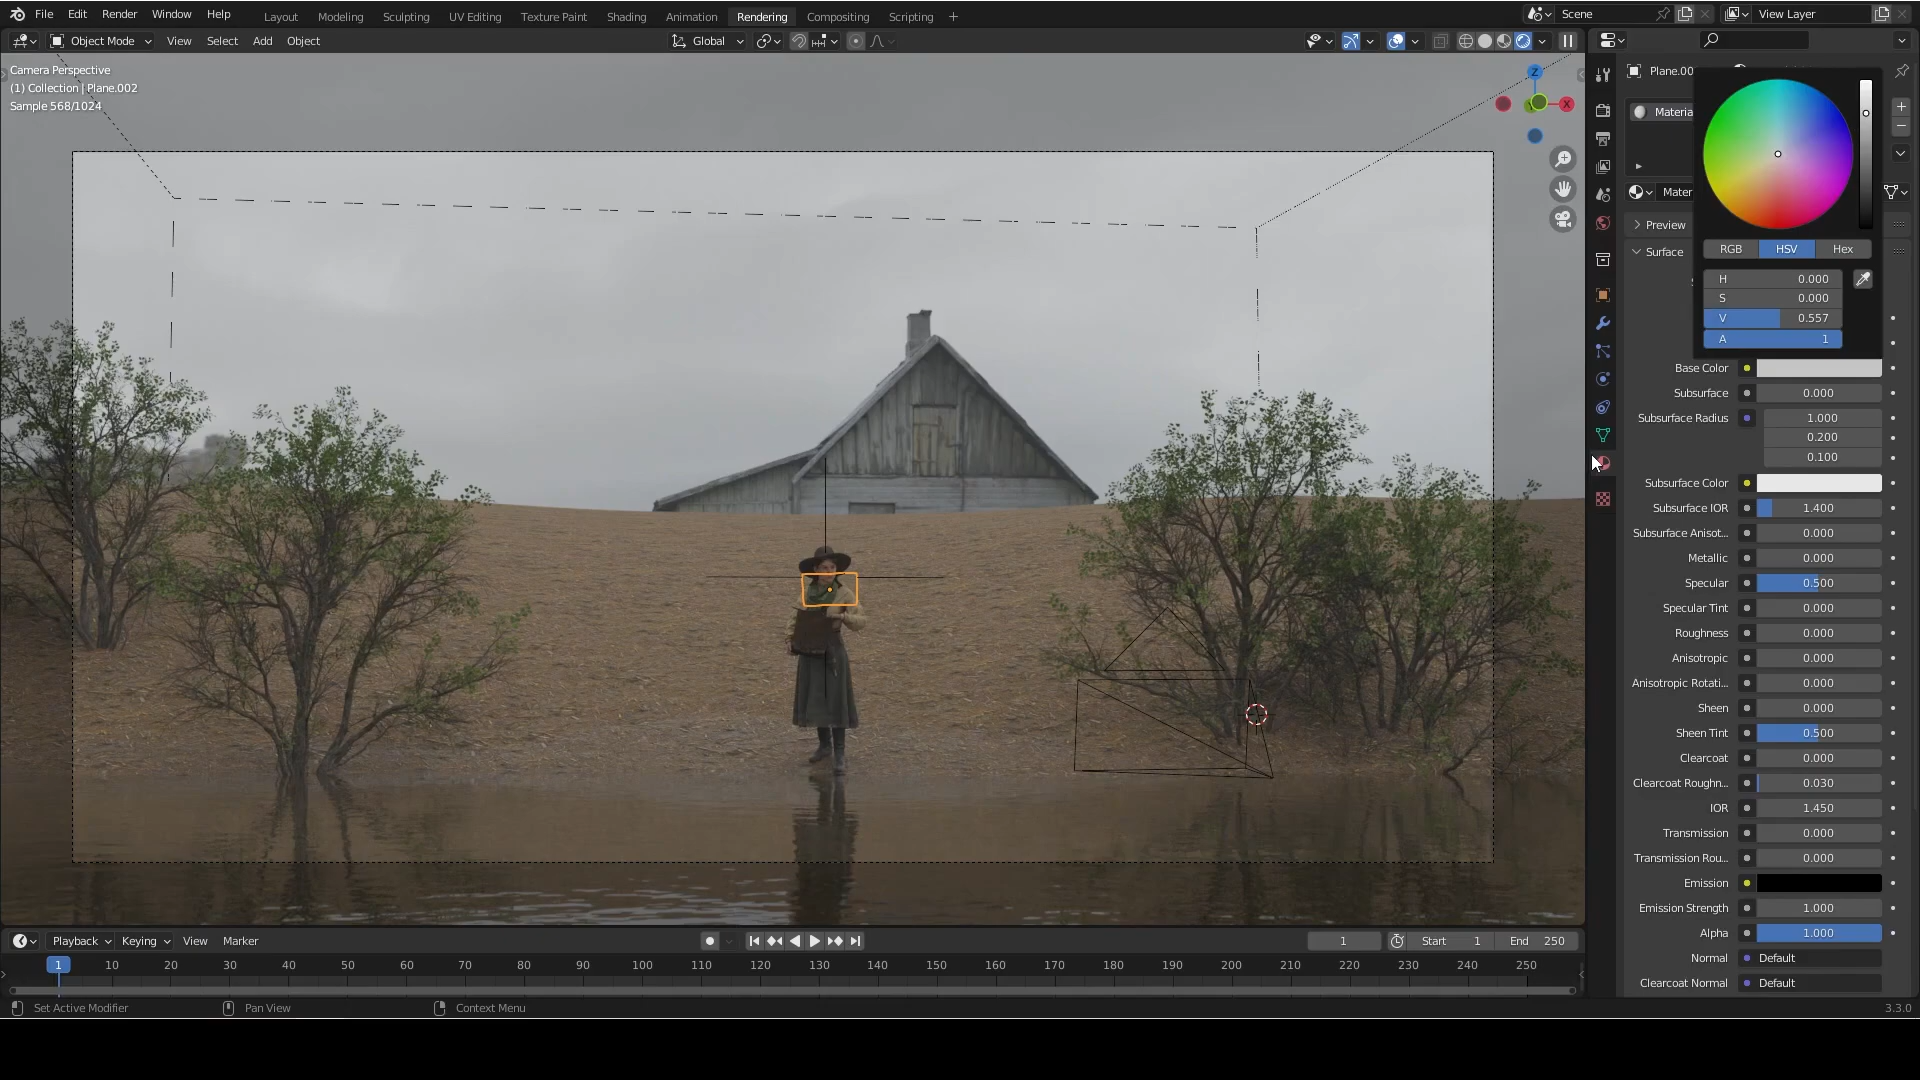 File Edit Render Window Help Layout Modeling Sculpting UV Editing Texture Paint Shading Animation Rendering Compositing Scripting + Scene View Layer
Object Mode View Select Add Object Global
Camera Perspective
(1) Collection | Plane.002
Sample 568/1024
Z
X
Plane.00
Materia
Mater
Preview
Surface
RGB HSV Hex
H 0.000
S 0.000
V 0.557
A 1
Base Color
Subsurface 0.000
Subsurface Radius 1.000
0.200
0.100
Subsurface Color
Subsurface IOR 1.400
Subsurface Anisot... 0.000
Metallic 0.000
Specular 0.500
Specular Tint 0.000
Roughness 0.000
Anisotropic 0.000
Anisotropic Rotati... 0.000
Sheen 0.000
Sheen Tint 0.500
Clearcoat 0.000
Clearcoat Roughn... 0.030
IOR 1.450
Transmission 0.000
Transmission Rou... 0.000
Emission
Emission Strength 1.000
Alpha 1.000
Normal Default
Clearcoat Normal Default
Playback Keying View Marker 1 Start 1 End 250
1 10 20 30 40 50 60 70 80 90 100 110 120 130 140 150 160 170 180 190 200 210 220 230 240 250
Set Active Modifier Pan View Context Menu 3.3.0